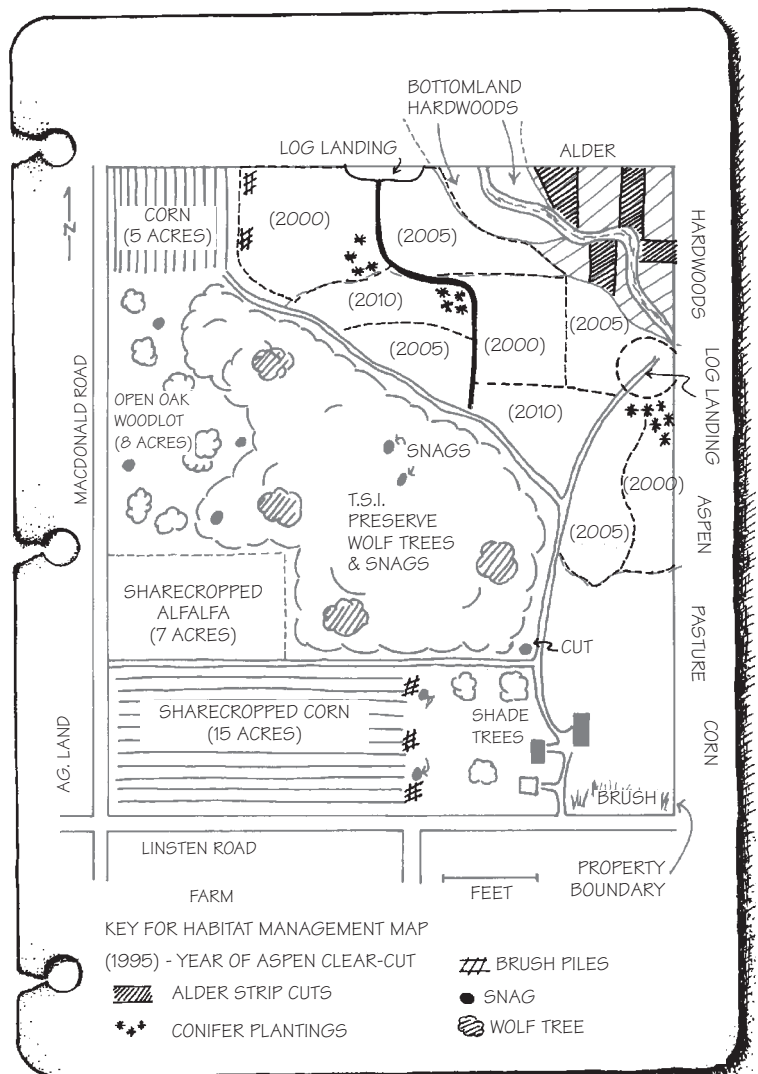 BOTTOMLAND
HARDWOODS
LOG LANDING
ALDER
CORN
(5 ACRES)
(2000)
(2005)
N
HARDWOODS
(2010)
(2005)
(2005)
(2000)
LOG LANDING
MACDONALD ROAD
OPEN OAK
WOODLOT
(8 ACRES)
(2010)
SNAGS
(2000)
T.S.I.
PRESERVE
WOLF TREES
& SNAGS
(2005)
ASPEN
SHARECROPPED
ALFALFA
(7 ACRES)
CUT
PASTURE
SHARECROPPED CORN
(15 ACRES)
SHADE
TREES
CORN
AG. LAND
BRUSH
LINSTEN ROAD
PROPERTY
BOUNDARY
FARM
FEET
KEY FOR HABITAT MANAGEMENT MAP
(1995) - YEAR OF ASPEN CLEAR-CUT
BRUSH PILES
ALDER STRIP CUTS
SNAG
CONIFER PLANTINGS
WOLF TREE